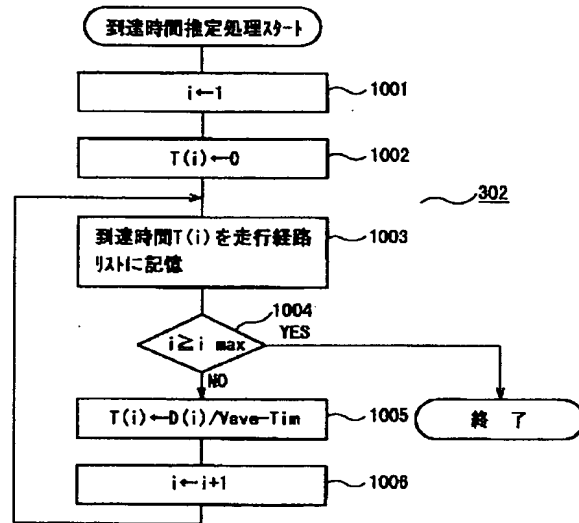 到達時間推定処理ｽﾀｰﾄ
i←1
1001
T(i)←0
1002
302
到達時間T(i)を走行経路
ﾘｽﾄに記憶
1003
1004
i≧i max
YES
NO
T(i)←D(i)/Vave-Tim
1005
終 了
i←i+1
1006